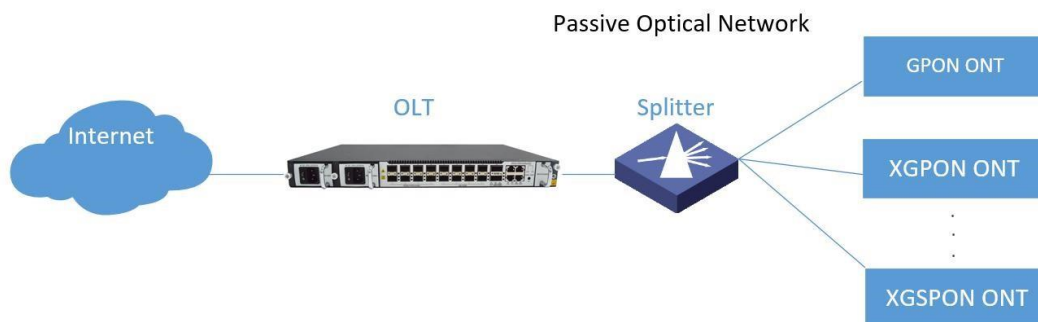 Passive Optical Network
GPON ONT
OLT
Splitter
Internet
XGPON ONT
XGSPON ONT